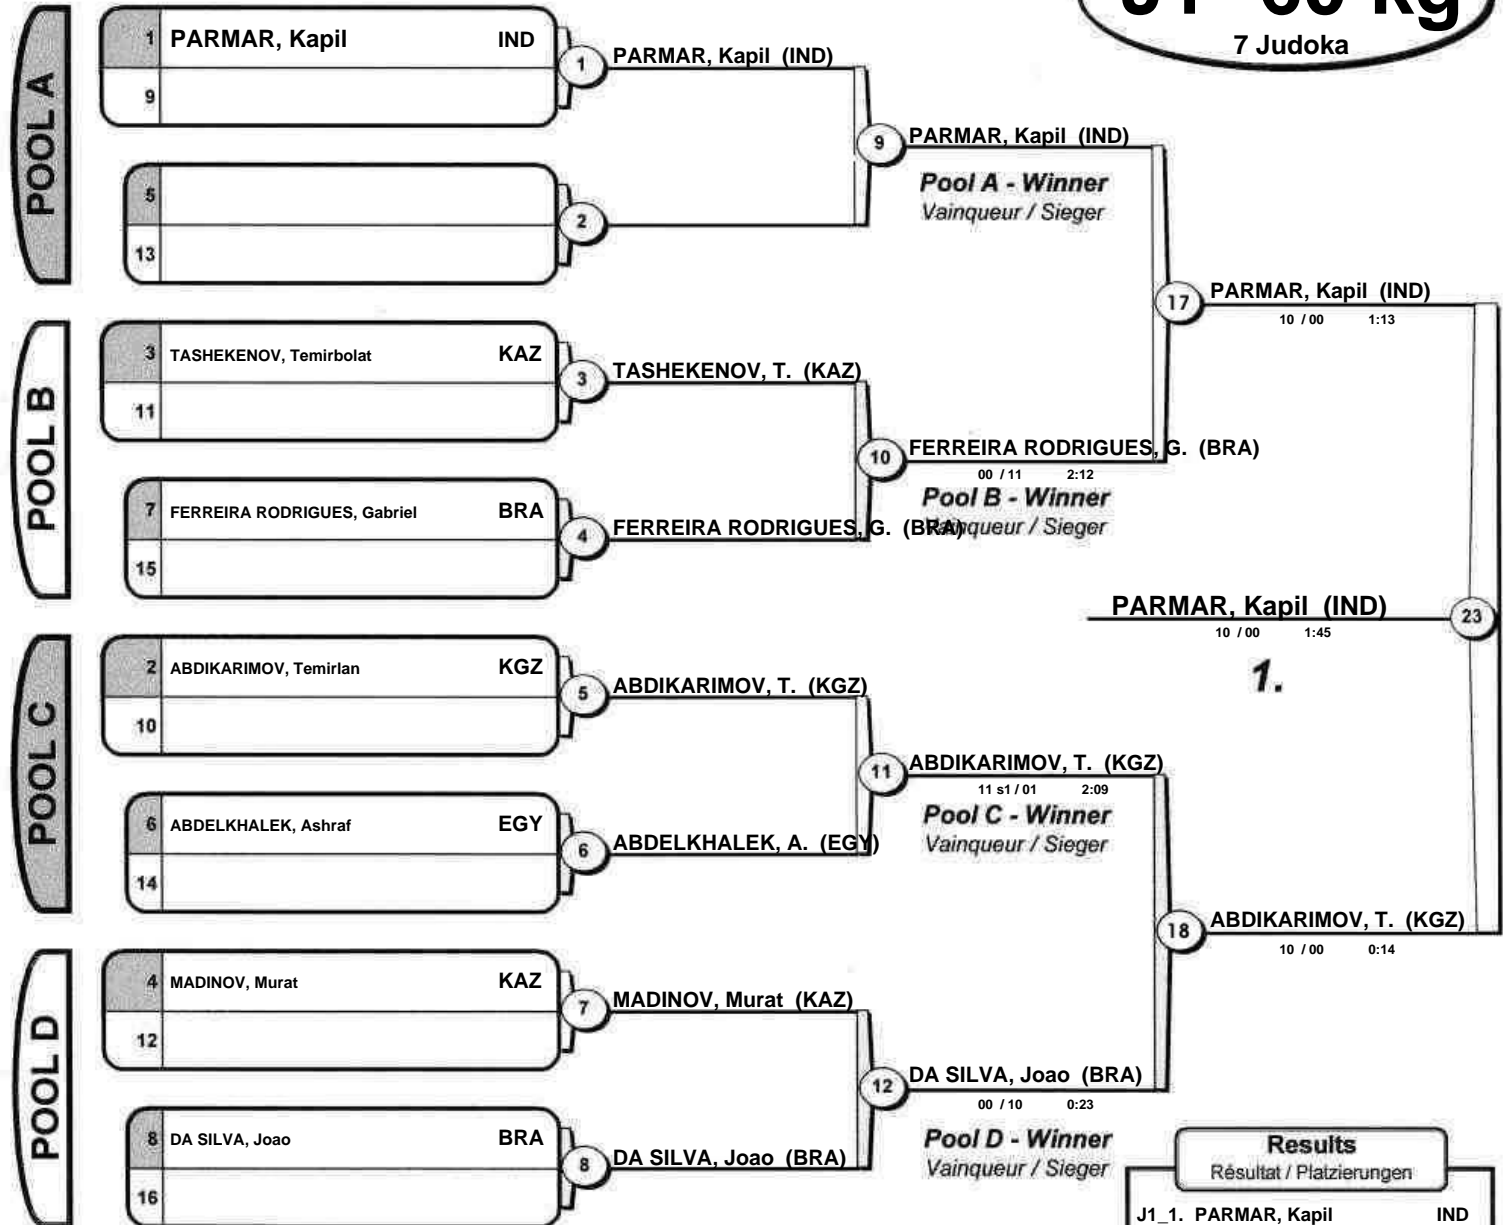 7 Judoka
POOL A
1 PARMAR, Kapil IND
9
1 PARMAR, Kapil (IND)
5
13
2
9 PARMAR, Kapil (IND)
Pool A - Winner
Vainqueur / Sieger
POOL B
3 TASHEKENOV, Temirbolat KAZ
11
3 TASHEKENOV, T. (KAZ)
7 FERREIRA RODRIGUES, Gabriel BRA
15
4 FERREIRA RODRIGUES, G. (BRA)
10 FERREIRA RODRIGUES, G. (BRA)
00 / 11 2:12
Pool B - Winner
Vainqueur / Sieger
17 PARMAR, Kapil (IND)
10 / 00 1:13
PARMAR, Kapil (IND) 23
10 / 00 1:45
1.
POOL C
2 ABDIKARIMOV, Temirlan KGZ
10
5 ABDIKARIMOV, T. (KGZ)
6 ABDELKHALEK, Ashraf EGY
14
6 ABDELKHALEK, A. (EGY)
11 ABDIKARIMOV, T. (KGZ)
11 s1 / 01 2:09
Pool C - Winner
Vainqueur / Sieger
POOL D
4 MADINOV, Murat KAZ
12
7 MADINOV, Murat (KAZ)
8 DA SILVA, Joao BRA
16
8 DA SILVA, Joao (BRA)
12 DA SILVA, Joao (BRA)
00 / 10 0:23
Pool D - Winner
Vainqueur / Sieger
18 ABDIKARIMOV, T. (KGZ)
10 / 00 0:14
Results
Résultat / Platzierungen
J1_1. PARMAR, Kapil IND